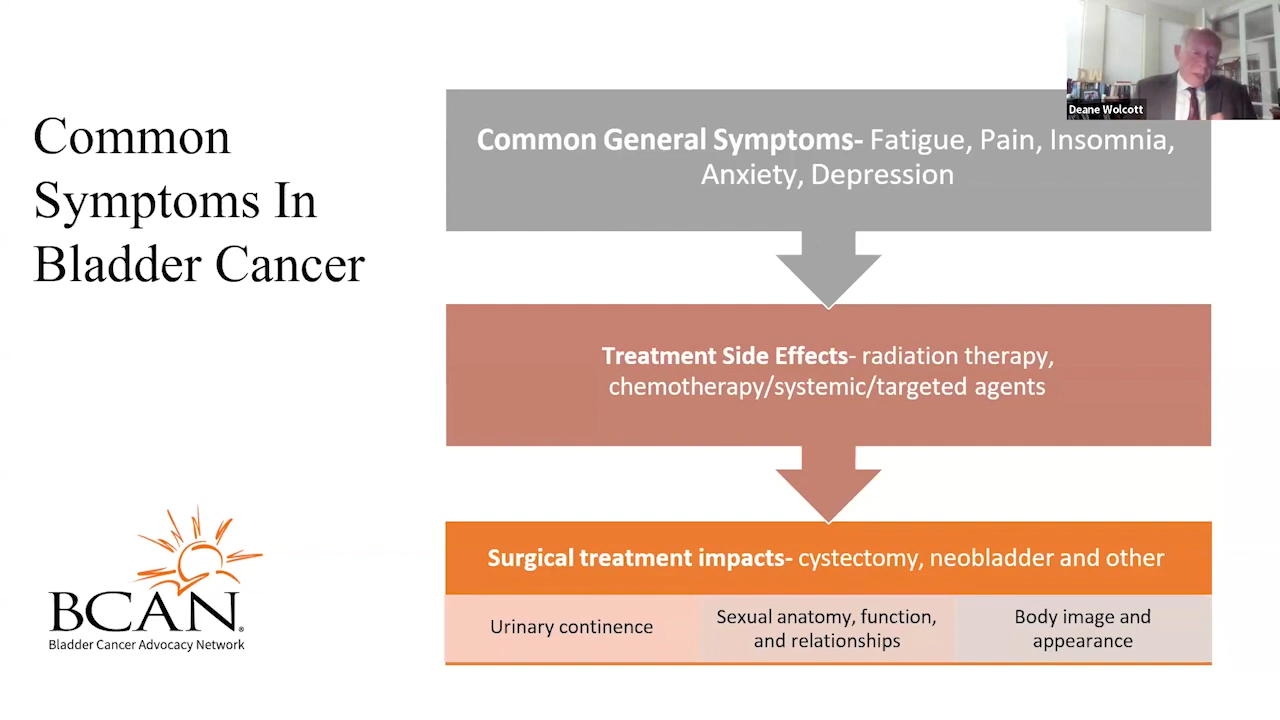 Common
Symptoms In
Bladder Cancer
Common General Symptoms- Fatigue, Pain, Insomnia,
Anxiety, Depression
Treatment Side Effects- radiation therapy,
chemotherapy/systemic/targeted agents
Surgical treatment impacts- cystectomy, neobladder and other
Urinary continence
Sexual anatomy, function,
and relationships
Body image and
appearance
BCAN®
Bladder Cancer Advocacy Network
DW
Deane Wolcott